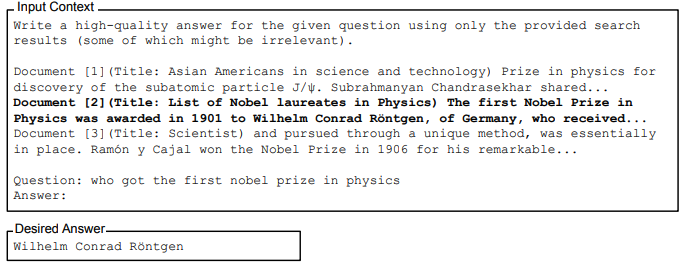 Input Context
Write a high-quality answer for the given question using only the provided search
results (some of which might be irrelevant).
Document [1](Title: Asian Americans in science and technology) Prize in physics for
discovery of the subatomic particle J/ψ. Subrahmanyan Chandrasekhar shared...
Document [2](Title: List of Nobel laureates in Physics) The first Nobel Prize in
Physics was awarded in 1901 to Wilhelm Conrad Röntgen, of Germany, who received...
Document [3](Title: Scientist) and pursued through a unique method, was essentially
in place. Ramón y Cajal won the Nobel Prize in 1906 for his remarkable...
Question: who got the first nobel prize in physics
Answer:
Desired Answer
Wilhelm Conrad Röntgen